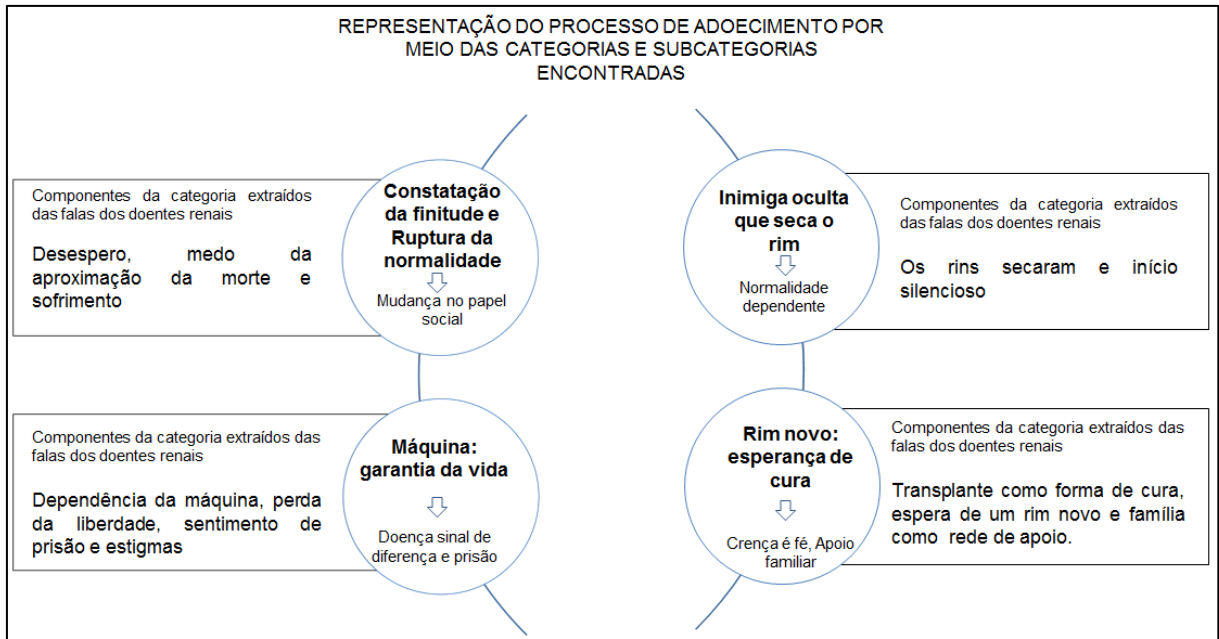 REPRESENTAÇÃO DO PROCESSO DE ADOECIMENTO POR
MEIO DAS CATEGORIAS E SUBCATEGORIAS
ENCONTRADAS
Componentes da categoria extraídos
das falas dos doentes renais
Desespero, medo da
aproximação da morte e
sofrimento
Constatação
da finitude e
Ruptura da
normalidade
Mudança no papel
social
Inimiga oculta
que seca o
rim
Normalidade
dependente
Componentes da categoria extraídos
das falas dos doentes renais
Os rins secaram e início
silencioso
Componentes da categoria extraídos das
falas dos doentes renais
Dependência da máquina, perda
da liberdade, sentimento de
prisão e estigmas
Máquina:
garantia da vida
Doença sinal de
diferença e prisão
Rim novo:
esperança de
cura
Crença é fé, Apoio
familiar
Componentes da categoria extraídos das
falas dos doentes renais
Transplante como forma de cura,
espera de um rim novo e família
como rede de apoio.